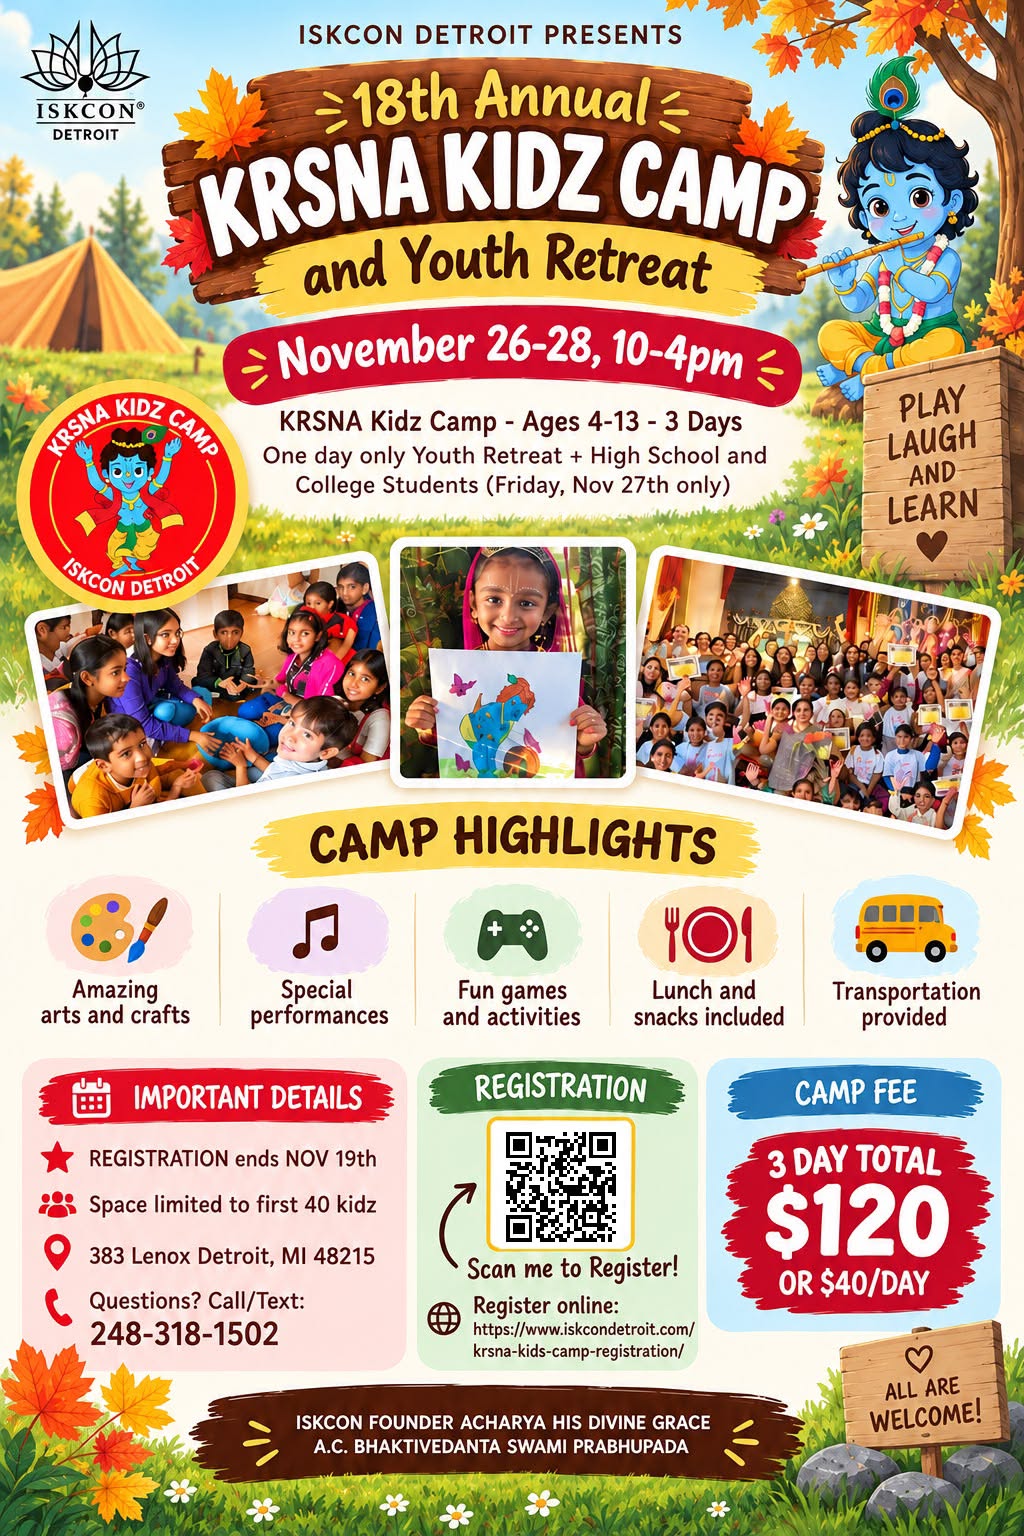 ISKCON DETROIT PRESENTS
ISKCON®
DETROIT
18th Annual
KRSNA KIDZ CAMP
and Youth Retreat
November 26-28, 10-4pm
KRSNA Kidz Camp - Ages 4-13 - 3 Days
One day only Youth Retreat + High School and
College Students (Friday, Nov 27th only)
PLAY
LAUGH
AND
LEARN
KRSNA KIDZ CAMP
ISKCON DETROIT
CAMP HIGHLIGHTS
Amazing
arts and crafts
Special
performances
Fun games
and activities
Lunch and
snacks included
Transportation
provided
IMPORTANT DETAILS
REGISTRATION ends NOV 19th
Space limited to first 40 kidz
383 Lenox Detroit, MI 48215
Questions? Call/Text:
248-318-1502
REGISTRATION
Scan me to Register!
Register online:
https://www.iskcondetroit.com/
krsna-kids-camp-registration/
CAMP FEE
3 DAY TOTAL
$120
OR $40/DAY
ALL ARE
WELCOME!
ISKCON FOUNDER ACHARYA HIS DIVINE GRACE
A.C. BHAKTIVEDANTA SWAMI PRABHUPADA